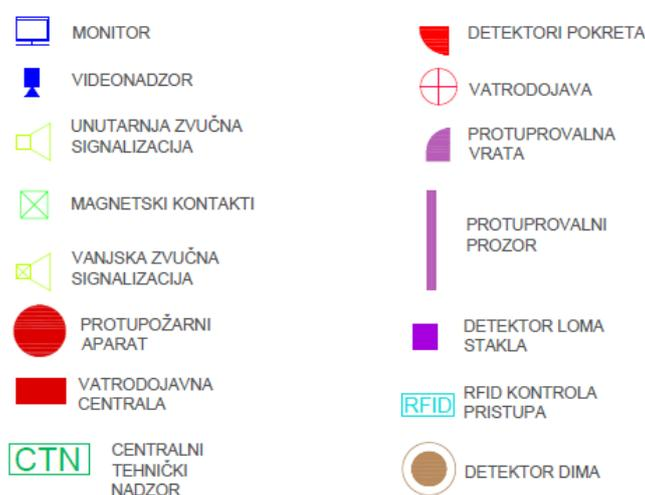 MONITOR
VIDEONADZOR
UNUTARNJA ZVUČNA
SIGNALIZACIJA
MAGNETSKI KONTAKTI
VANJSKA ZVUČNA
SIGNALIZACIJA
PROTUPOŽARNI
APARAT
VATRODOJAVNA
CENTRALA
CTN
CENTRALNI
TEHNIČKI
NADZOR
DETEKTORI POKRETA
VATRODOJAVA
PROTUPROVALNA
VRATA
PROTUPROVALNI
PROZOR
DETEKTOR LOMA
STAKLA
RFID
RFID KONTROLA
PRISTUPA
DETEKTOR DIMA